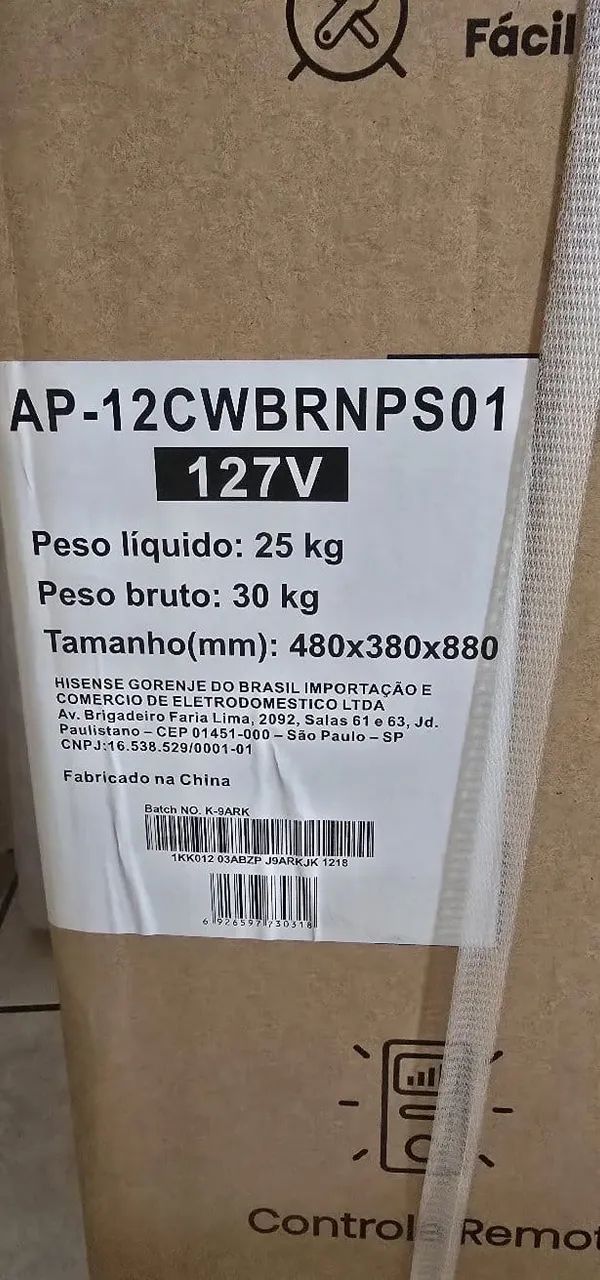 Fácil
AP-12CWBRNPS01
127V
Peso líquido: 25 kg
Peso bruto: 30 kg
Tamanho(mm): 480x380x880
HISENSE GORENJE DO BRASIL IMPORTAÇÃO E
COMERCIO DE ELETRODOMESTICO LTDA
Av. Brigadeiro Faria Lima, 2092, Salas 61 e 63, Jd.
Paulistano – CEP 01451-000 – São Paulo – SP
CNPJ:16.538.529/0001-01
Fabricado na China
Batch NO. K-9ARK
1KK012 03ABZP J9ARKJK 1218
6 926597 730318
Controle Remot